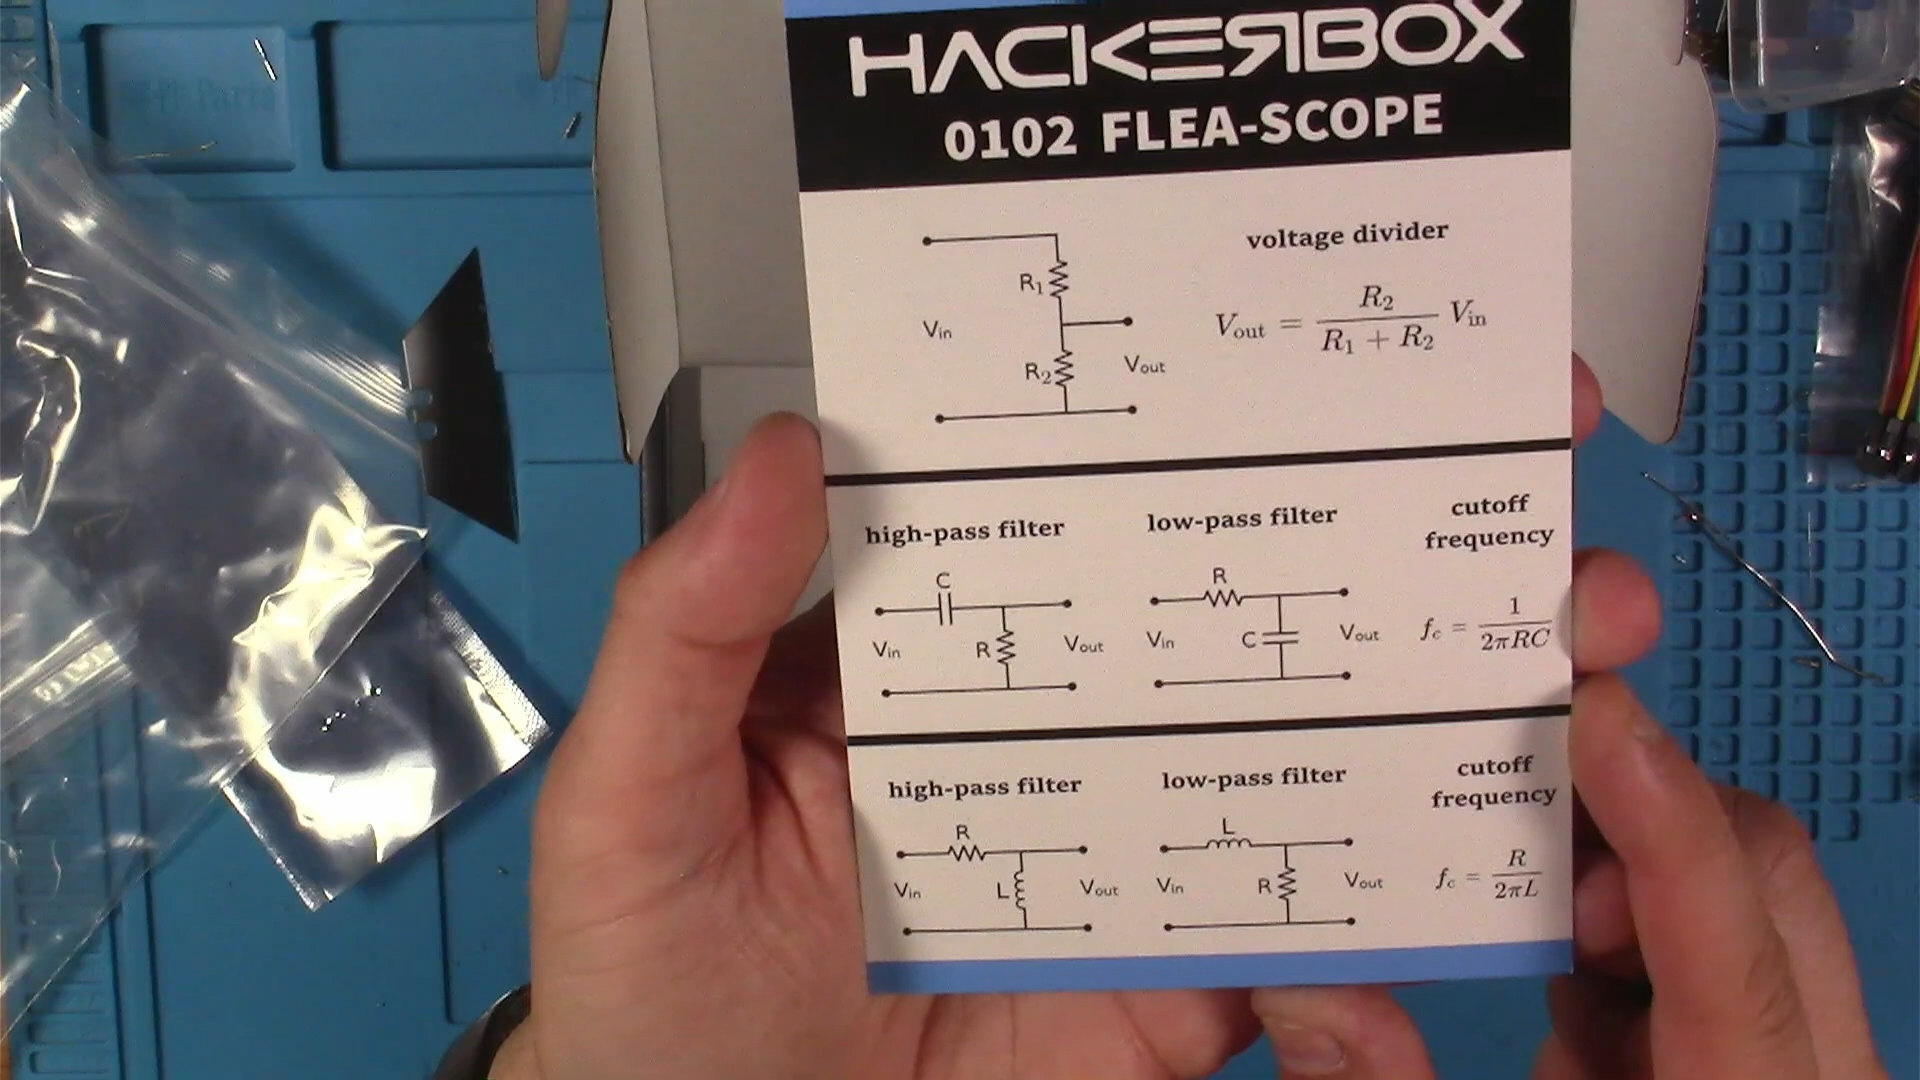 HACKERBOX
0102 FLEA-SCOPE
voltage divider
R₁
Vin
R₂
Vout
Vout = R₂ / (R₁ + R₂) Vin
high-pass filter
C
Vin
R
Vout
low-pass filter
R
Vin
C
Vout
cutoff
frequency
fc = 1 / 2πRC
high-pass filter
R
Vin
L
Vout
low-pass filter
L
Vin
R
Vout
cutoff
frequency
fc = R / 2πL